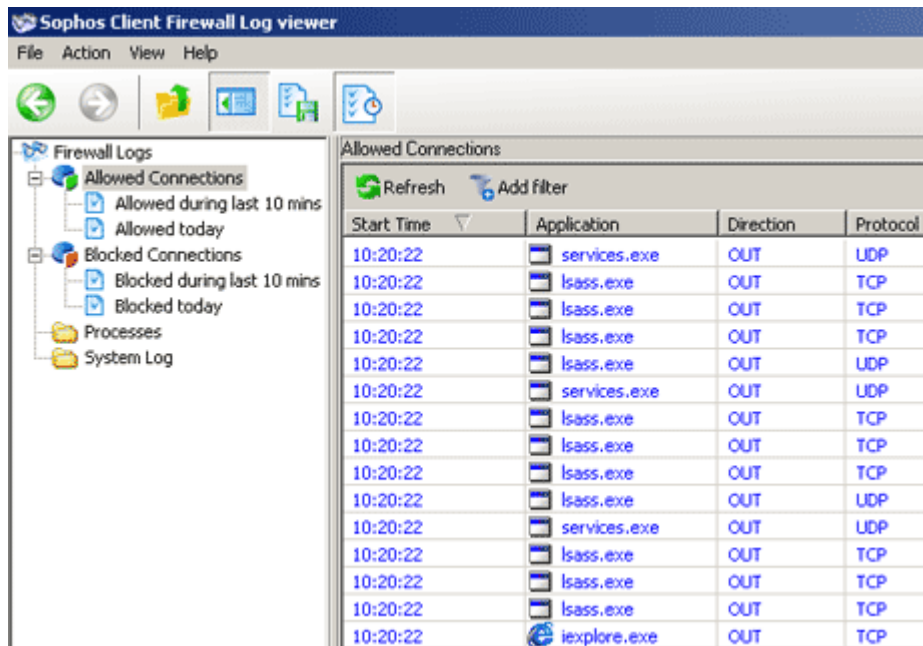 Sophos Client Firewall Log viewer
File Action View Help
Firewall Logs
Allowed Connections
Allowed during last 10 mins
Allowed today
Blocked Connections
Blocked during last 10 mins
Blocked today
Processes
System Log
Allowed Connections
Refresh Add filter
Start Time Application Direction Protocol
10:20:22 services.exe OUT UDP
10:20:22 lsass.exe OUT TCP
10:20:22 lsass.exe OUT TCP
10:20:22 lsass.exe OUT TCP
10:20:22 lsass.exe OUT UDP
10:20:22 services.exe OUT UDP
10:20:22 lsass.exe OUT TCP
10:20:22 lsass.exe OUT TCP
10:20:22 lsass.exe OUT TCP
10:20:22 lsass.exe OUT UDP
10:20:22 services.exe OUT UDP
10:20:22 lsass.exe OUT TCP
10:20:22 lsass.exe OUT TCP
10:20:22 lsass.exe OUT TCP
10:20:22 iexplore.exe OUT TCP